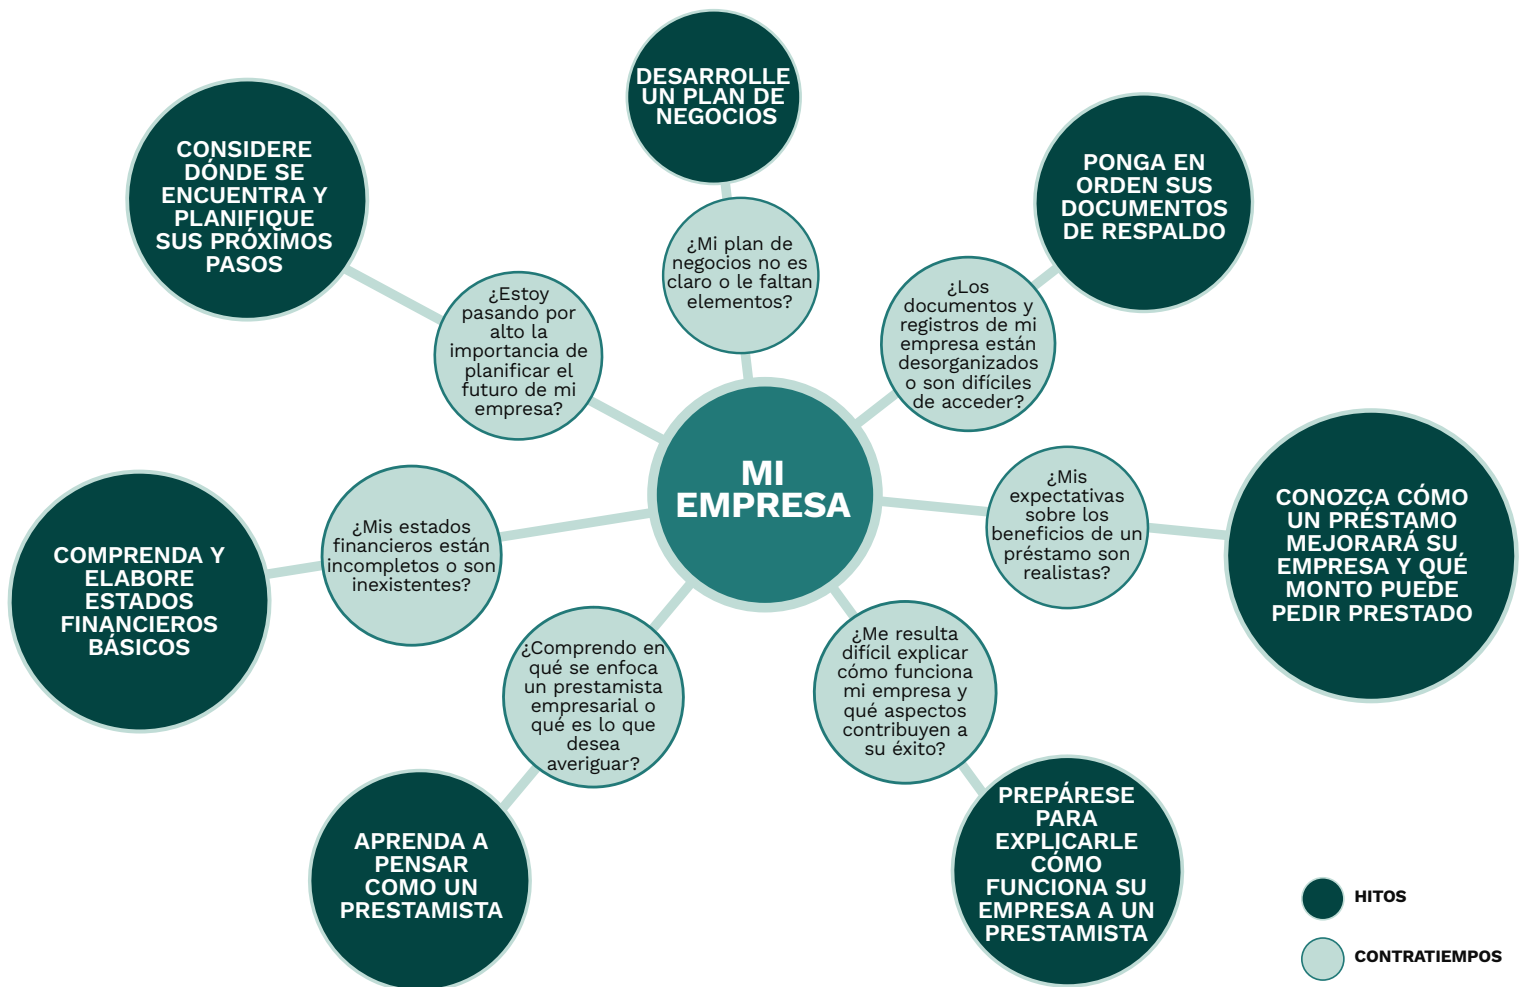 DESARROLLE
UN PLAN DE
NEGOCIOS
CONSIDERE
DÓNDE SE
ENCUENTRA Y
PLANIFIQUE
SUS PRÓXIMOS
PASOS
PONGA EN
ORDEN SUS
DOCUMENTOS
DE RESPALDO
¿Mi plan de
negocios no es
claro o le faltan
elementos?
¿Estoy
pasando por
alto la
importancia de
planificar el
futuro de mi
empresa?
¿Los
documentos y
registros de mi
empresa están
desorganizados
o son difíciles
de acceder?
MI
EMPRESA
¿Mis
expectativas
sobre los
beneficios de un
préstamo son
realistas?
CONOZCA CÓMO
UN PRÉSTAMO
MEJORARÁ SU
EMPRESA Y QUÉ
MONTO PUEDE
PEDIR PRESTADO
¿Mis estados
financieros están
incompletos o son
inexistentes?
COMPRENDA Y
ELABORE
ESTADOS
FINANCIEROS
BÁSICOS
¿Comprendo en
qué se enfoca
un prestamista
empresarial o
qué es lo que
desea
averiguar?
¿Me resulta
difícil explicar
cómo funciona
mi empresa y
qué aspectos
contribuyen a
su éxito?
APRENDA A
PENSAR
COMO UN
PRESTAMISTA
PREPÁRESE
PARA
EXPLICARLE
CÓMO
FUNCIONA SU
EMPRESA A UN
PRESTAMISTA
HITOS
CONTRATIEMPOS